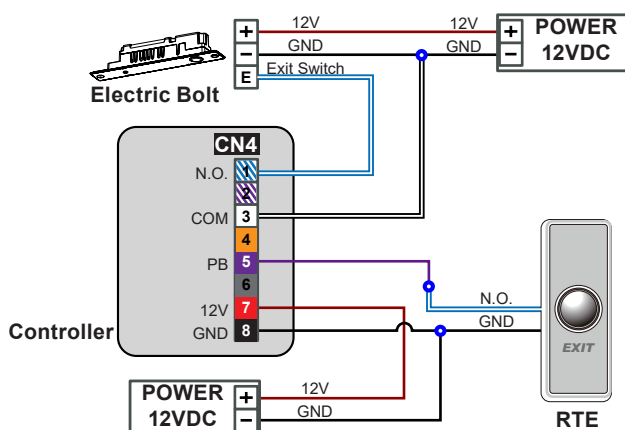 12V
12V
+
+
POWER
GND
GND
12VDC
−
−
E
Exit Switch
Electric Bolt
CN4
N.O.
1
2
COM
3
4
PB
5
6
N.O.
12V
7
GND
Controller
GND
8
EXIT
POWER
12V
+
12VDC
GND
−
RTE